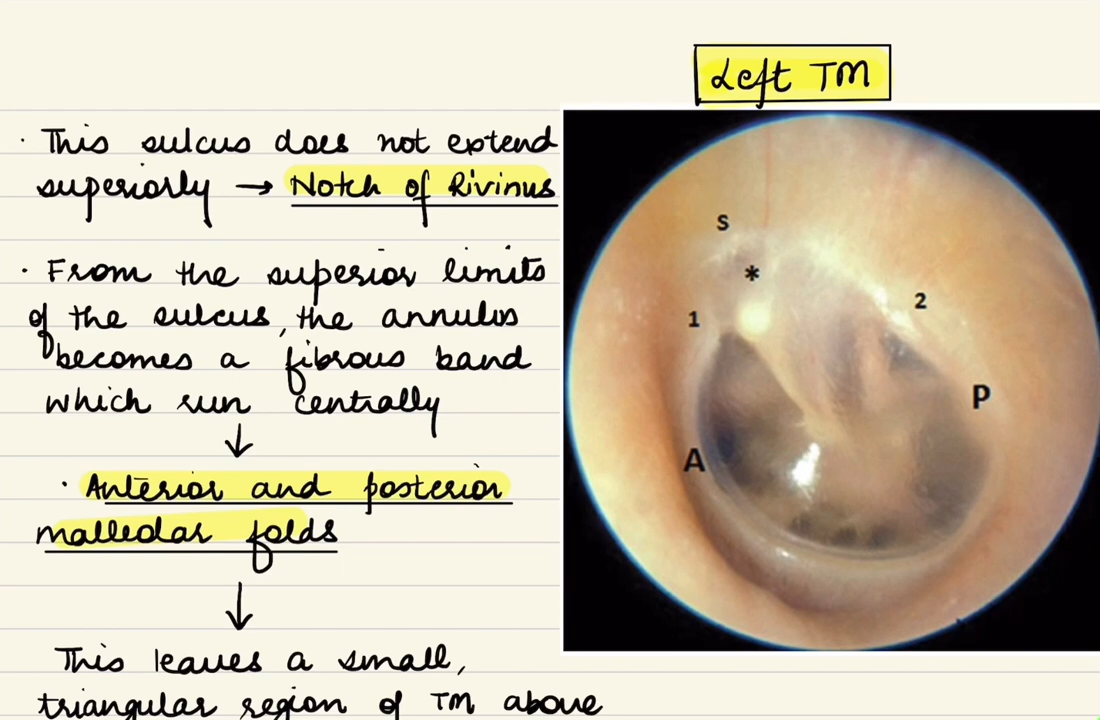 Left TM
· This sulcus does not extend
superiorly → Notch of Rivinus
· From the superior limits
of the sulcus, the annulus
becomes a fibrous band
which run centrally
↓
· Anterior and posterior
malleolar folds
↓
This leaves a small,
triangular region of TM above
S
*
1
2
P
A